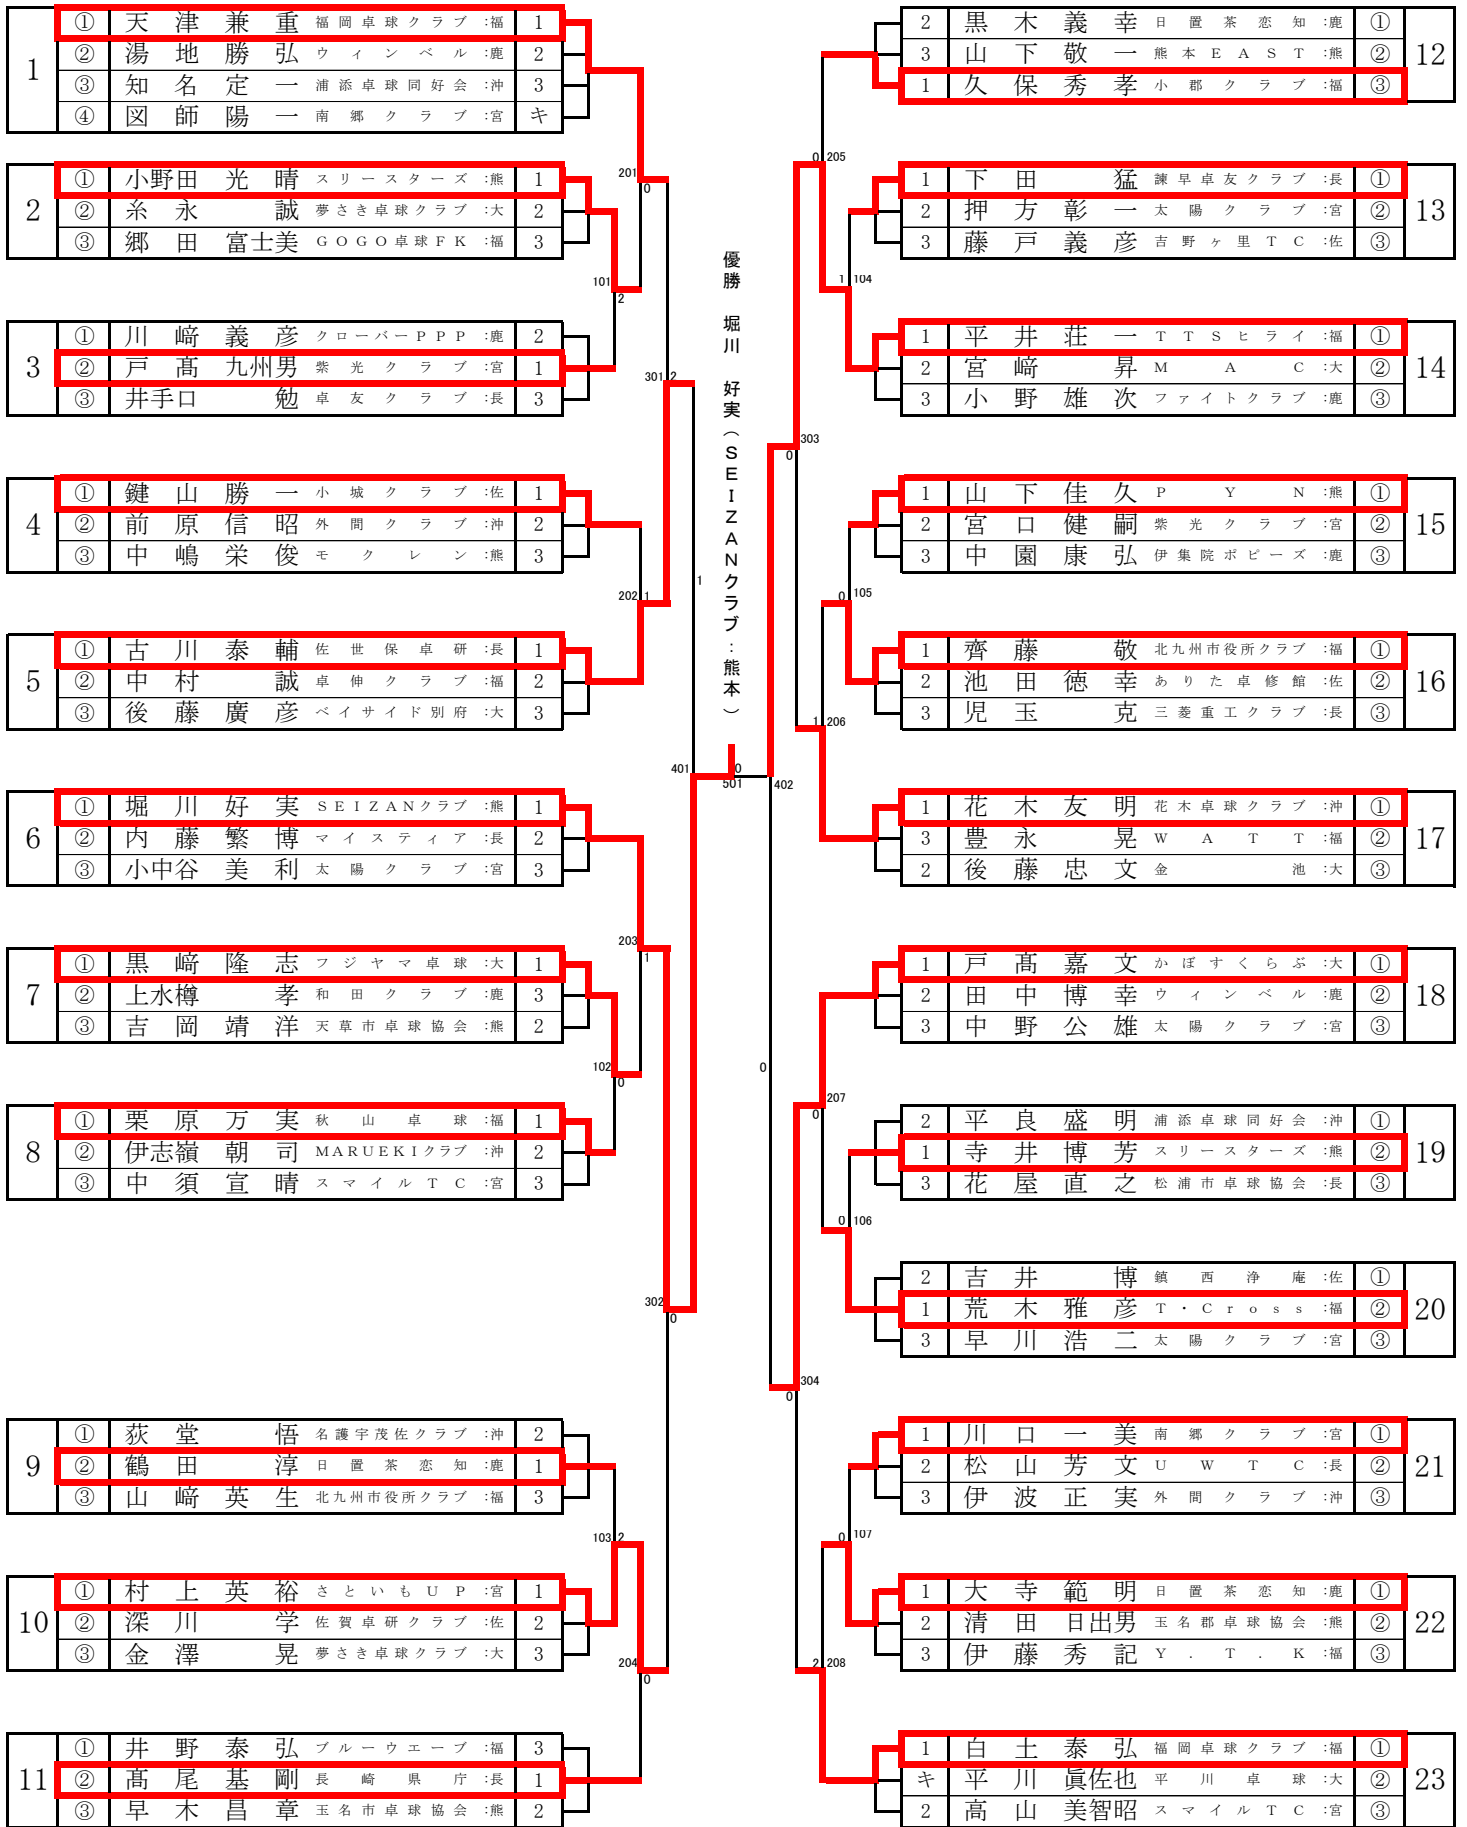 1
① 天津兼重 福岡卓球クラブ :福 1
② 湯地勝弘 ウィンベル :鹿 2
③ 知名定一 浦添卓球同好会 :沖 3
④ 図師陽一 南郷クラブ :宮 キ
2
① 小野田光晴 スリースターズ :熊 1
② 糸永誠 夢さき卓球クラブ :大 2
③ 郷田富士美 GOGO卓球FK :福 3
3
① 川﨑義彦 クローバーPPP :鹿 2
② 戸髙九州男 紫光クラブ :宮 1
③ 井手口勉 卓友クラブ :長 3
4
① 鍵山勝一 小城クラブ :佐 1
② 前原信昭 外間クラブ :沖 2
③ 中嶋栄俊 モクレン :熊 3
5
① 古川泰輔 佐世保卓研 :長 1
② 中村誠 卓伸クラブ :福 2
③ 後藤廣彦 ベイサイド別府 :大 3
6
① 堀川好実 SEIZANクラブ :熊 1
② 内藤繁博 マイスティア :長 2
③ 小中谷美利 太陽クラブ :宮 3
7
① 黒﨑隆志 フジヤマ卓球 :大 1
② 上水樽孝 和田クラブ :鹿 3
③ 吉岡靖洋 天草市卓球協会 :熊 2
8
① 栗原万実 秋山卓球 :福 1
② 伊志嶺朝司 MARUEKIクラブ :沖 2
③ 中須宣晴 スマイルTC :宮 3
9
① 荻堂悟 名護宇茂佐クラブ :沖 2
② 鶴田淳 日置茶恋知 :鹿 1
③ 山﨑英生 北九州市役所クラブ :福 3
10
① 村上英裕 さといもUP :宮 1
② 深川学 佐賀卓研クラブ :佐 2
③ 金澤晃 夢さき卓球クラブ :大 3
11
① 井野泰弘 ブルーウエーブ :福 3
② 髙尾基剛 長崎県庁 :長 1
③ 早木昌章 玉名市卓球協会 :熊 2
201
0
101
2
301 2
202 1
1
401
203
1
102
0
302
0
103 2
204
0
優勝 堀川 好実(SEIZANクラブ:熊本)
0
501
402
0
0 205
1 104
303
0
0 105
1 206
207
0
0 106
304
0
0 107
2 208
2 黒木義幸 日置茶恋知 :鹿 ①
3 山下敬一 熊本EAST :熊 ②
1 久保秀孝 小郡クラブ :福 ③
12
1 下田猛 諫早卓友クラブ :長 ①
2 押方彰一 太陽クラブ :宮 ②
3 藤戸義彦 吉野ヶ里TC :佐 ③
13
1 平井荘一 TTSヒライ :福 ①
2 宮﨑昇 MAC :大 ②
3 小野雄次 ファイトクラブ :鹿 ③
14
1 山下佳久 PYN :熊 ①
2 宮口健嗣 紫光クラブ :宮 ②
3 中園康弘 伊集院ポピーズ :鹿 ③
15
1 齊藤敬 北九州市役所クラブ :福 ①
2 池田徳幸 ありた卓修館 :佐 ②
3 児玉克 三菱重工クラブ :長 ③
16
1 花木友明 花木卓球クラブ :沖 ①
3 豊永晃 WATT :福 ②
2 後藤忠文 金池 :大 ③
17
1 戸髙嘉文 かぼすくらぶ :大 ①
2 田中博幸 ウィンベル :鹿 ②
3 中野公雄 太陽クラブ :宮 ③
18
2 平良盛明 浦添卓球同好会 :沖 ①
1 寺井博芳 スリースターズ :熊 ②
3 花屋直之 松浦市卓球協会 :長 ③
19
2 吉井博 鎮西浄庵 :佐 ①
1 荒木雅彦 T・Cross :福 ②
3 早川浩二 太陽クラブ :宮 ③
20
1 川口一美 南郷クラブ :宮 ①
2 松山芳文 UWTC :長 ②
3 伊波正実 外間クラブ :沖 ③
21
1 大寺範明 日置茶恋知 :鹿 ①
2 清田日出男 玉名郡卓球協会 :熊 ②
3 伊藤秀記 Y.T.K :福 ③
22
1 白土泰弘 福岡卓球クラブ :福 ①
キ 平川眞佐也 平川卓球 :大 ②
2 高山美智昭 スマイルTC :宮 ③
23